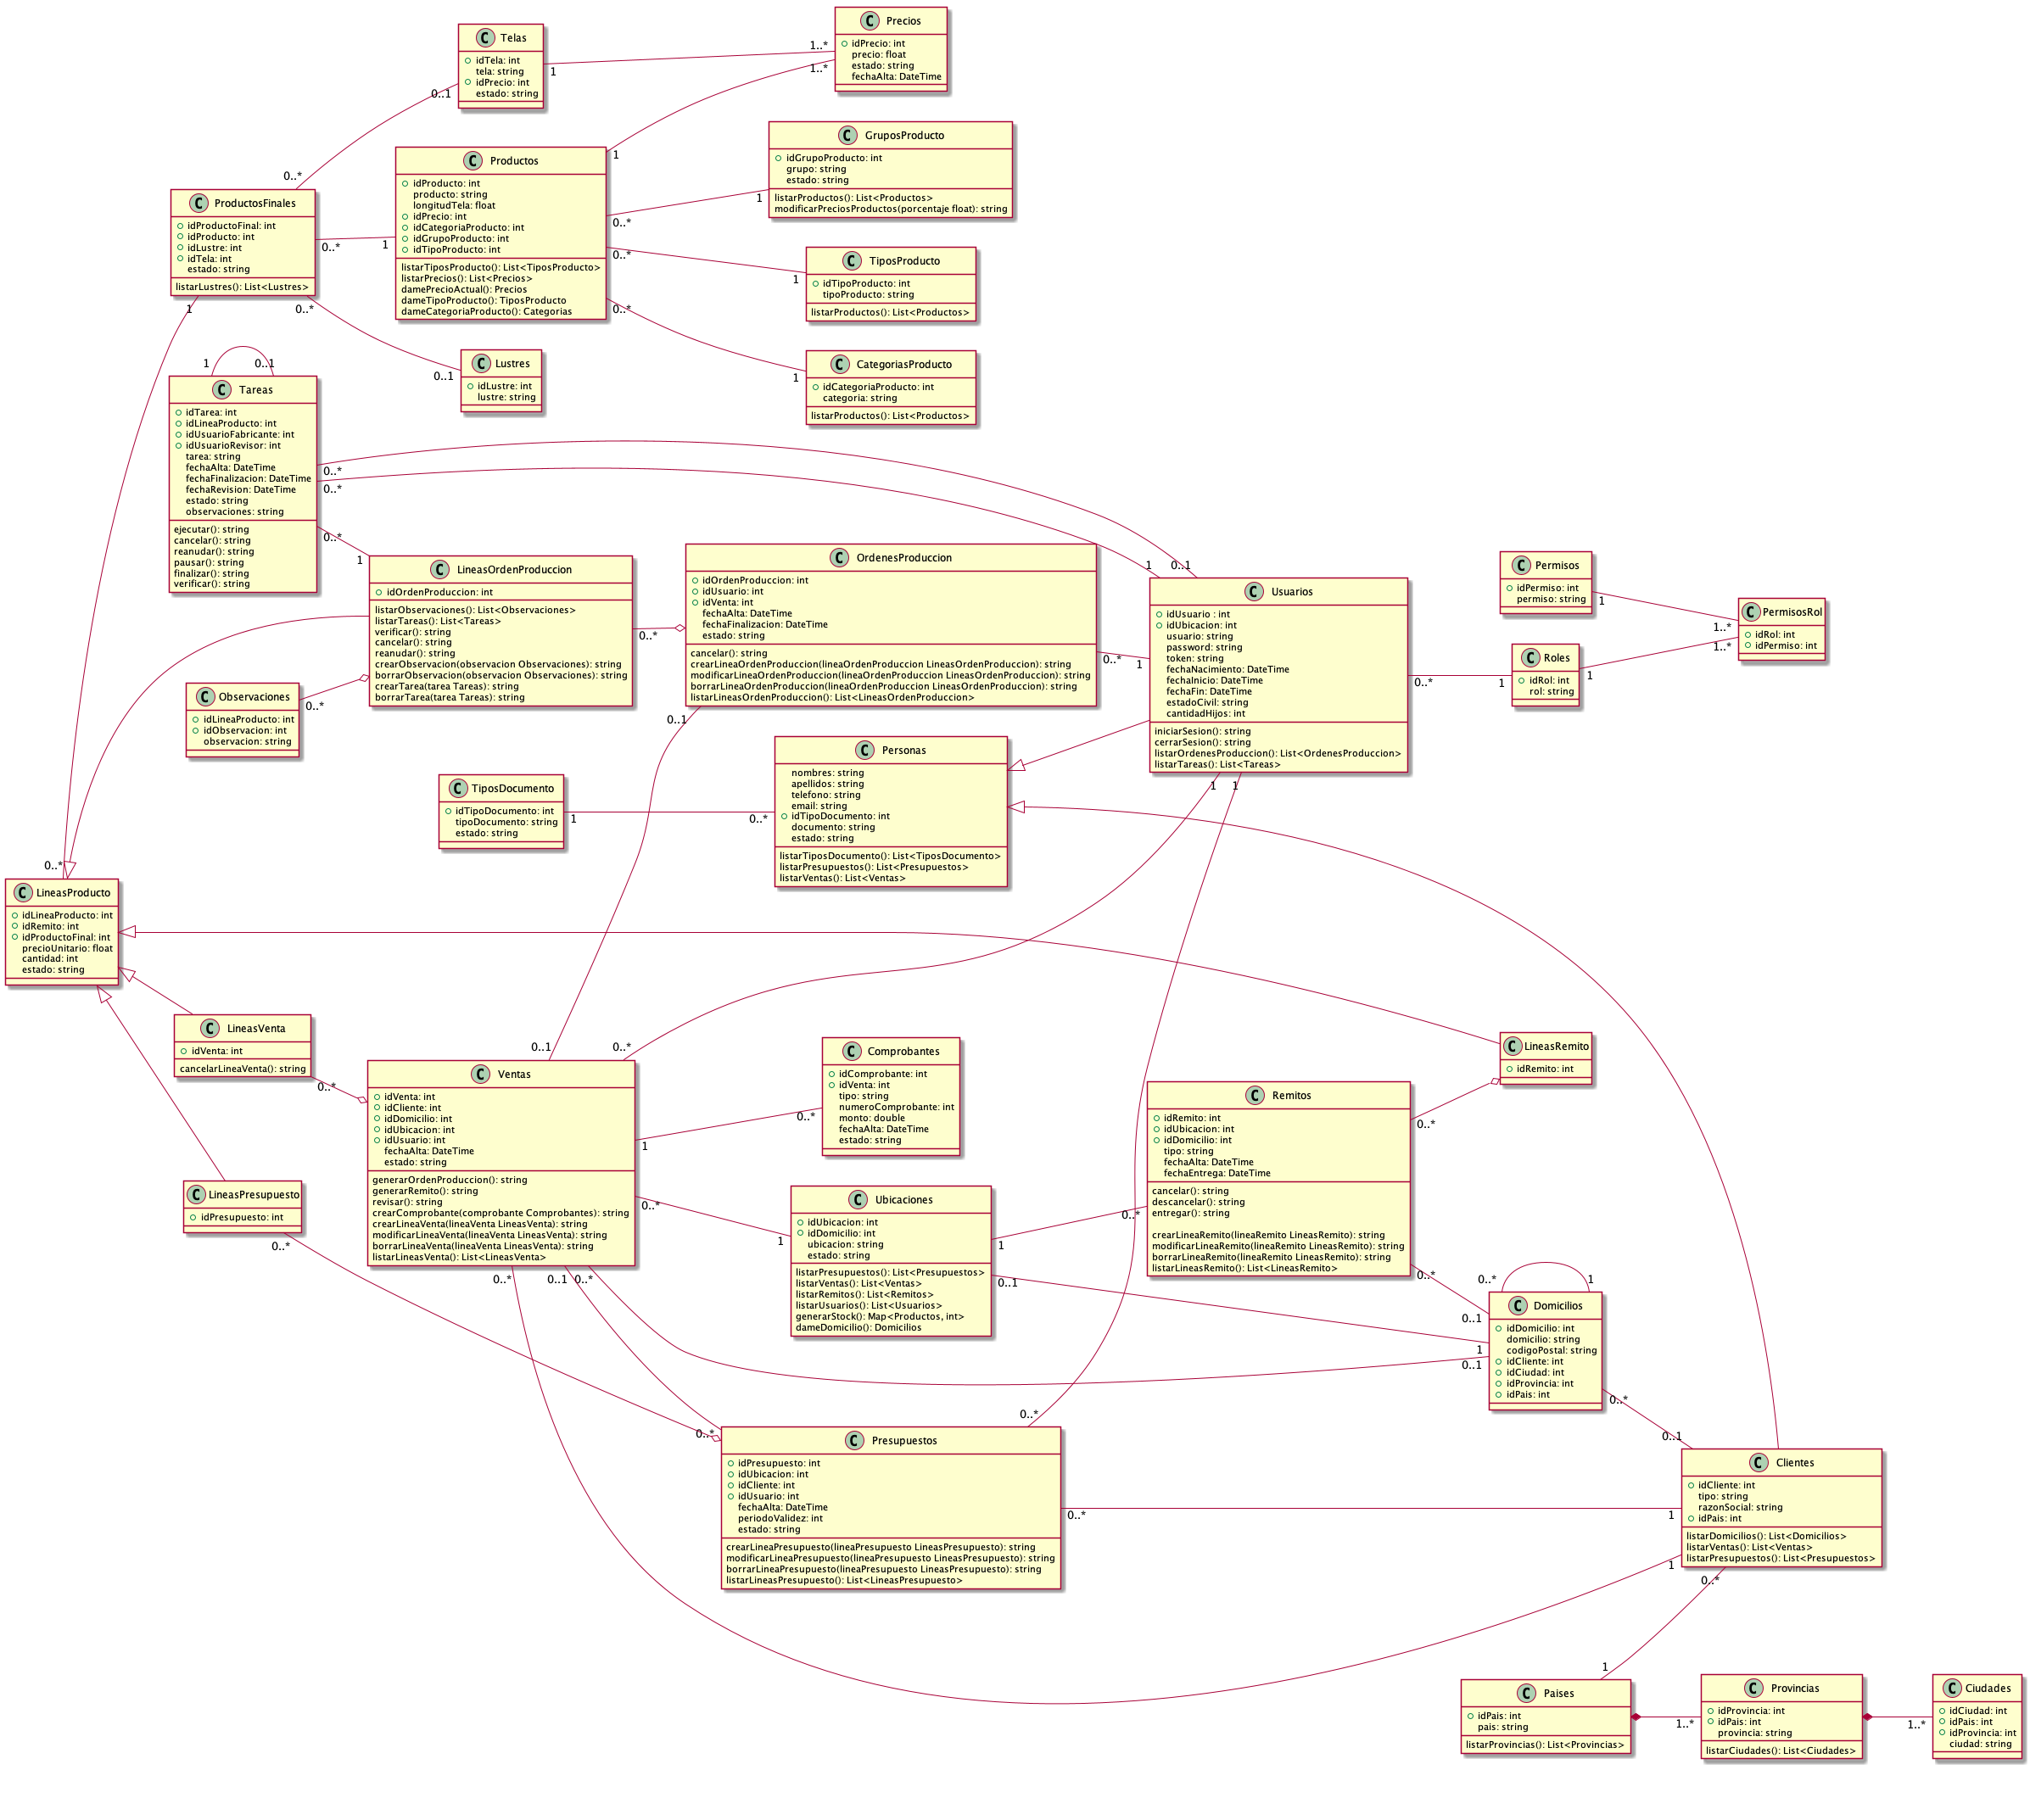 Telas
idTela: int
tela: string
idPrecio: int
estado: string
1
0..1
Precios
idPrecio: int
precio: float
estado: string
fechaAlta: DateTime
1..*
1..*
GruposProducto
idGrupoProducto: int
grupo: string
estado: string
listarProductos(): List<Productos>
modificarPreciosProductos(porcentaje float): string
1
Productos
idProducto: int
producto: string
longitudTela: float
idPrecio: int
idCategoriaProducto: int
idGrupoProducto: int
idTipoProducto: int
listarTiposProducto(): List<TiposProducto>
listarPrecios(): List<Precios>
damePrecioActual(): Precios
dameTipoProducto(): TiposProducto
dameCategoriaProducto(): Categorias
1
0..*
0..*
0..*
1
ProductosFinales
idProductoFinal: int
idProducto: int
idLustre: int
idTela: int
estado: string
listarLustres(): List<Lustres>
0..*
0..*
0..*
1
TiposProducto
idTipoProducto: int
tipoProducto: string
listarProductos(): List<Productos>
1
CategoriasProducto
idCategoriaProducto: int
categoria: string
listarProductos(): List<Productos>
1
Lustres
idLustre: int
lustre: string
0..1
1
0..1
Tareas
idTarea: int
idLineaProducto: int
idUsuarioFabricante: int
idUsuarioRevisor: int
tarea: string
fechaAlta: DateTime
fechaFinalizacion: DateTime
fechaRevision: DateTime
estado: string
observaciones: string
ejecutar(): string
cancelar(): string
reanudar(): string
pausar(): string
finalizar(): string
verificar(): string
0..*
0..*
0..*
1
LineasOrdenProduccion
idOrdenProduccion: int
listarObservaciones(): List<Observaciones>
listarTareas(): List<Tareas>
verificar(): string
cancelar(): string
reanudar(): string
crearObservacion(observacion Observaciones): string
borrarObservacion(observacion Observaciones): string
crearTarea(tarea Tareas): string
borrarTarea(tarea Tareas): string
0..*
OrdenesProduccion
idOrdenProduccion: int
idUsuario: int
idVenta: int
fechaAlta: DateTime
fechaFinalizacion: DateTime
estado: string
cancelar(): string
crearLineaOrdenProduccion(lineaOrdenProduccion LineasOrdenProduccion): string
modificarLineaOrdenProduccion(lineaOrdenProduccion LineasOrdenProduccion): string
borrarLineaOrdenProduccion(lineaOrdenProduccion LineasOrdenProduccion): string
listarLineasOrdenProduccion(): List<LineasOrdenProduccion>
0..*
0..1
1
0..1
1
Usuarios
idUsuario : int
idUbicacion: int
usuario: string
password: string
token: string
fechaNacimiento: DateTime
fechaInicio: DateTime
fechaFin: DateTime
estadoCivil: string
cantidadHijos: int
iniciarSesion(): string
cerrarSesion(): string
listarOrdenesProduccion(): List<OrdenesProduccion>
listarTareas(): List<Tareas>
0..*
1
1
Permisos
idPermiso: int
permiso: string
1
Roles
idRol: int
rol: string
1
1
PermisosRol
idRol: int
idPermiso: int
1..*
1..*
Observaciones
idLineaProducto: int
idObservacion: int
observacion: string
0..*
TiposDocumento
idTipoDocumento: int
tipoDocumento: string
estado: string
1
Personas
nombres: string
apellidos: string
telefono: string
email: string
idTipoDocumento: int
documento: string
estado: string
listarTiposDocumento(): List<TiposDocumento>
listarPresupuestos(): List<Presupuestos>
listarVentas(): List<Ventas>
0..*
0..*
LineasProducto
idLineaProducto: int
idRemito: int
idProductoFinal: int
precioUnitario: float
cantidad: int
estado: string
LineasVenta
idVenta: int
cancelarLineaVenta(): string
0..*
0..1
0..*
Ventas
idVenta: int
idCliente: int
idDomicilio: int
idUbicacion: int
idUsuario: int
fechaAlta: DateTime
estado: string
generarOrdenProduccion(): string
generarRemito(): string
revisar(): string
crearComprobante(comprobante Comprobantes): string
crearLineaVenta(lineaVenta LineasVenta): string
modificarLineaVenta(lineaVenta LineasVenta): string
borrarLineaVenta(lineaVenta LineasVenta): string
listarLineasVenta(): List<LineasVenta>
1
0..*
0..*
0..1
0..*
Comprobantes
idComprobante: int
idVenta: int
tipo: string
numeroComprobante: int
monto: double
fechaAlta: DateTime
estado: string
0..*
LineasRemito
idRemito: int
Remitos
idRemito: int
idUbicacion: int
idDomicilio: int
tipo: string
fechaAlta: DateTime
fechaEntrega: DateTime
cancelar(): string
descancelar(): string
entregar(): string
crearLineaRemito(lineaRemito LineasRemito): string
modificarLineaRemito(lineaRemito LineasRemito): string
borrarLineaRemito(lineaRemito LineasRemito): string
listarLineasRemito(): List<LineasRemito>
0..*
0..*
0..*
LineasPresupuesto
idPresupuesto: int
0..*
Ubicaciones
idUbicacion: int
idDomicilio: int
ubicacion: string
estado: string
listarPresupuestos(): List<Presupuestos>
listarVentas(): List<Ventas>
listarRemitos(): List<Remitos>
listarUsuarios(): List<Usuarios>
generarStock(): Map<Productos, int>
dameDomicilio(): Domicilios
1
1
0..1
0..*
1
Domicilios
idDomicilio: int
domicilio: string
codigoPostal: string
idCliente: int
idCiudad: int
idProvincia: int
idPais: int
0..1
1
0..1
0..*
0..*
0..*
Presupuestos
idPresupuesto: int
idUbicacion: int
idCliente: int
idUsuario: int
fechaAlta: DateTime
periodoValidez: int
estado: string
crearLineaPresupuesto(lineaPresupuesto LineasPresupuesto): string
modificarLineaPresupuesto(lineaPresupuesto LineasPresupuesto): string
borrarLineaPresupuesto(lineaPresupuesto LineasPresupuesto): string
listarLineasPresupuesto(): List<LineasPresupuesto>
0..*
0..1
Clientes
idCliente: int
tipo: string
razonSocial: string
idPais: int
listarDomicilios(): List<Domicilios>
listarVentas(): List<Ventas>
listarPresupuestos(): List<Presupuestos>
1
1
0..*
1
Paises
idPais: int
pais: string
listarProvincias(): List<Provincias>
1..*
Provincias
idProvincia: int
idPais: int
provincia: string
listarCiudades(): List<Ciudades>
1..*
Ciudades
idCiudad: int
idPais: int
idProvincia: int
ciudad: string